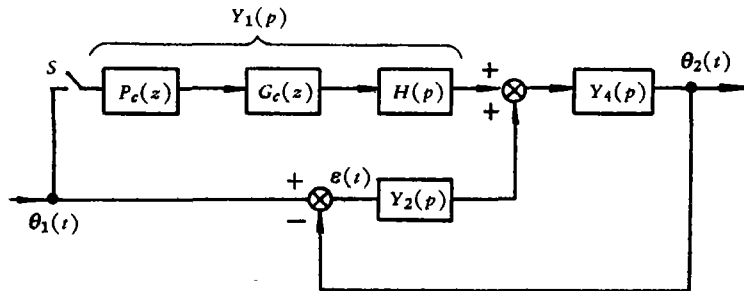 Y₁(p)
S
P_c(z)
G_c(z)
H(p)
+
+
Y₄(p)
θ₂(t)
θ₁(t)
+
−
ε(t)
Y₂(p)